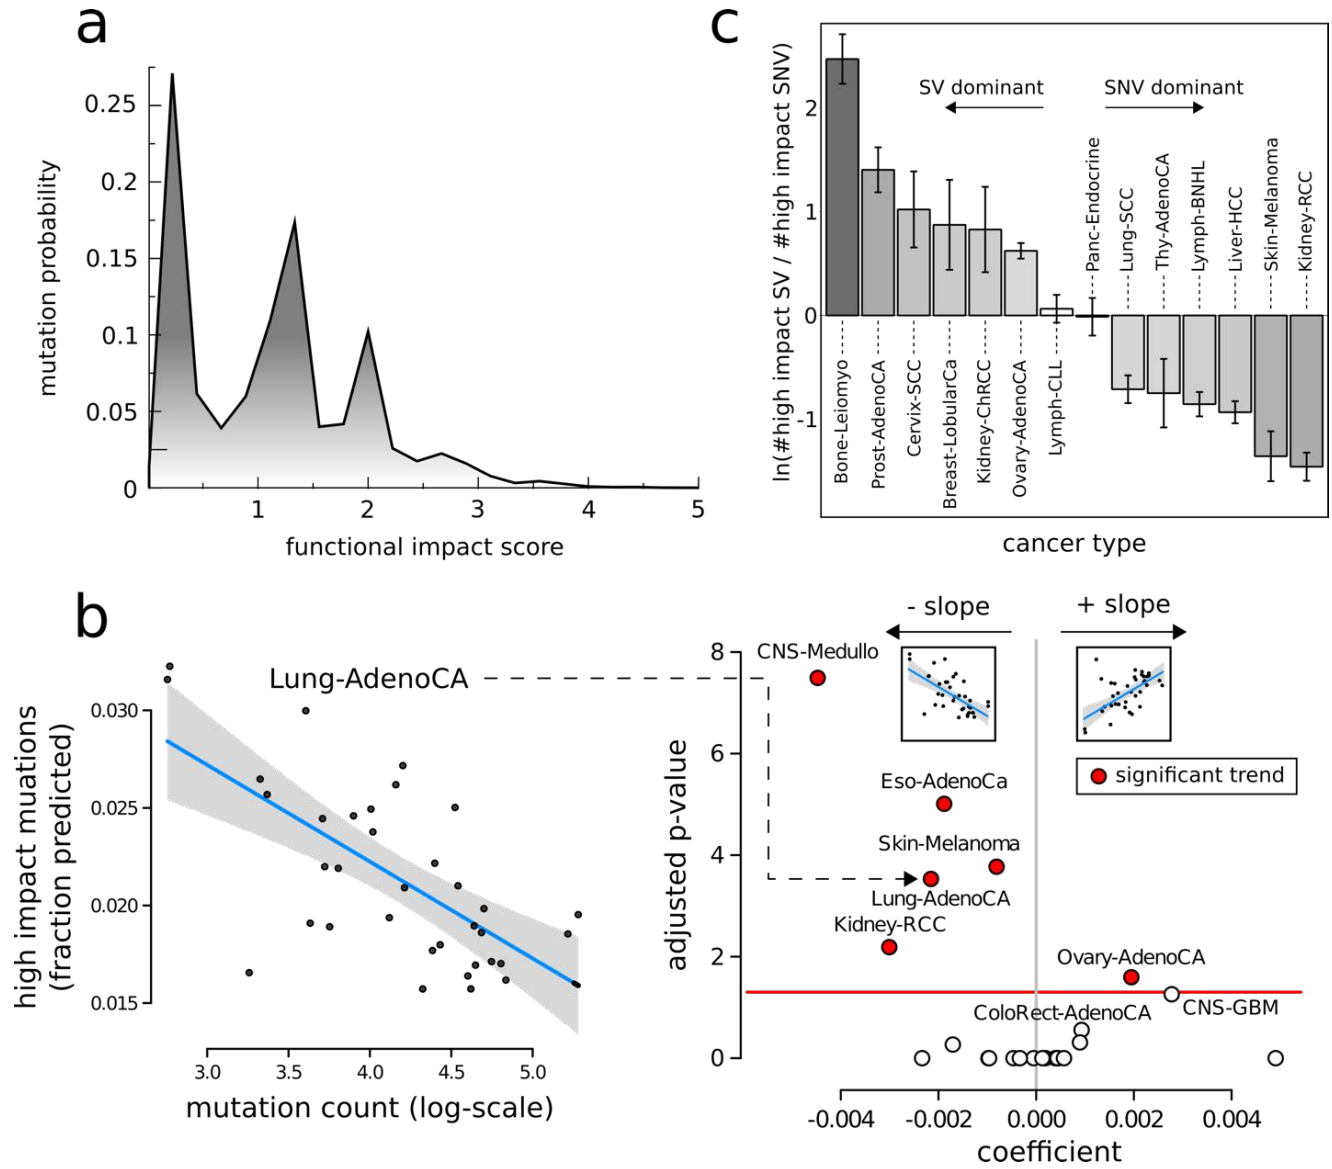 a
mutation probability
0.25
0.2
0.15
0.1
0.05
0
1
2
3
4
5
functional impact score
c
ln(#high impact SV / #high impact SNV)
2
1
0
-1
SV dominant
SNV dominant
Bone-Leiomyo
Prost-AdenoCA
Cervix-SCC
Breast-LobularCa
Kidney-ChRCC
Ovary-AdenoCA
Lymph-CLL
Panc-Endocrine
Lung-SCC
Thy-AdenoCA
Lymph-BNHL
Liver-HCC
Skin-Melanoma
Kidney-RCC
cancer type
b
Lung-AdenoCA
high impact muations
(fraction predicted)
0.030
0.025
0.020
0.015
3.0
3.5
4.0
4.5
5.0
mutation count (log-scale)
- slope
+ slope
adjusted p-value
8
6
4
2
0
CNS-Medullo
significant trend
Eso-AdenoCa
Skin-Melanoma
Lung-AdenoCA
Kidney-RCC
Ovary-AdenoCA
ColoRect-AdenoCA
CNS-GBM
-0.004
-0.002
0.000
0.002
0.004
coefficient